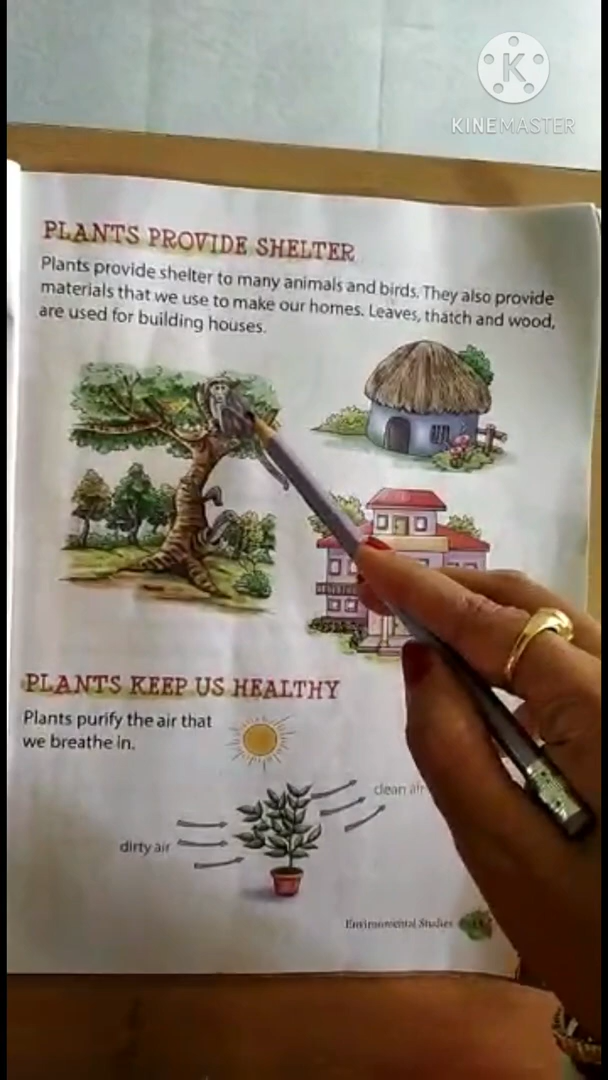 KINEMASTER
PLANTS PROVIDE SHELTER
Plants provide shelter to many animals and birds. They also provide
materials that we use to make our homes. Leaves, thatch and wood,
are used for building houses.
PLANTS KEEP US HEALTHY
Plants purify the air that
we breathe in.
clean air
dirty air
Environmental Studies